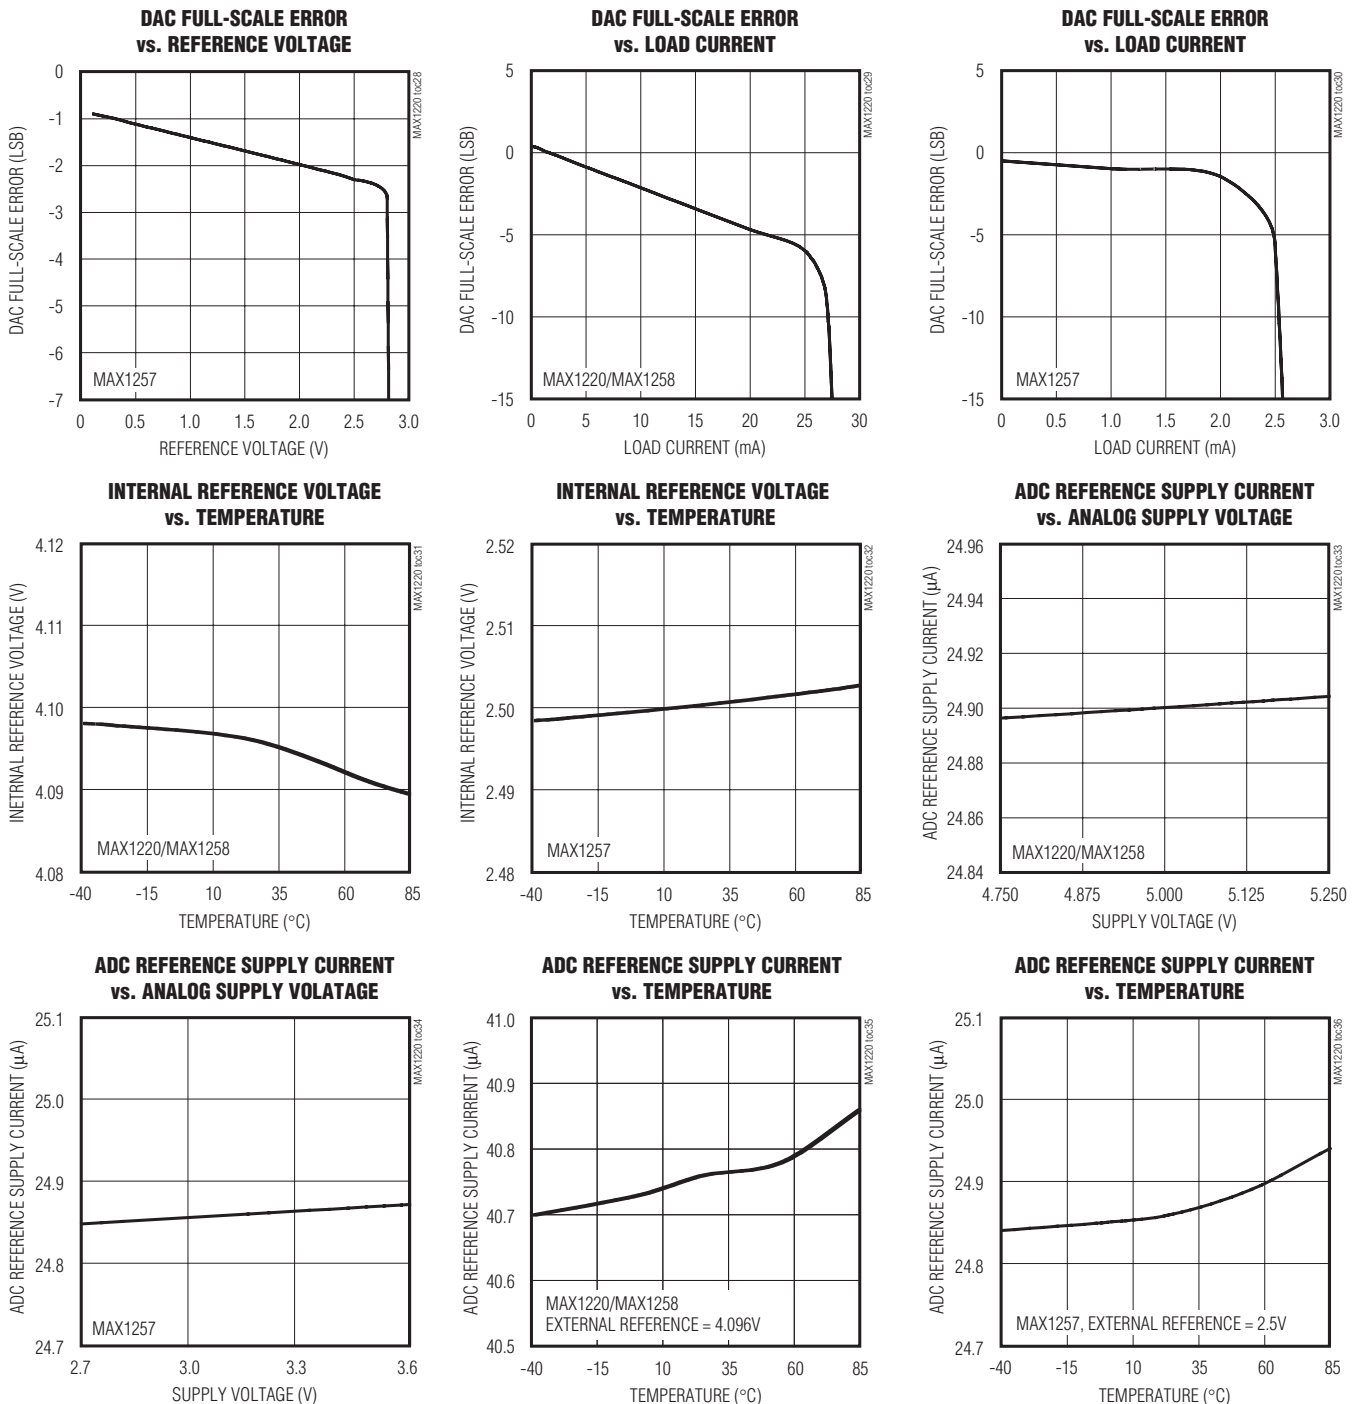 DAC FULL-SCALE ERROR
vs. REFERENCE VOLTAGE
DAC FULL-SCALE ERROR (LSB)
0
-1
-2
-3
-4
-5
-6
-7
MAX1257
MAX1220 toc28
0 0.5 1.0 1.5 2.0 2.5 3.0
REFERENCE VOLTAGE (V)
DAC FULL-SCALE ERROR
vs. LOAD CURRENT
DAC FULL-SCALE ERROR (LSB)
5
0
-5
-10
-15
MAX1220/MAX1258
MAX1220 toc29
0 5 10 15 20 25 30
LOAD CURRENT (mA)
DAC FULL-SCALE ERROR
vs. LOAD CURRENT
DAC FULL-SCALE ERROR (LSB)
5
0
-5
-10
-15
MAX1257
MAX1220 toc30
0 0.5 1.0 1.5 2.0 2.5 3.0
LOAD CURRENT (mA)
INTERNAL REFERENCE VOLTAGE
vs. TEMPERATURE
INETRNAL REFERENCE VOLTAGE (V)
4.12
4.11
4.10
4.09
4.08
MAX1220/MAX1258
MAX1220 toc31
-40 -15 10 35 60 85
TEMPERATURE (°C)
INTERNAL REFERENCE VOLTAGE
vs. TEMPERATURE
INTERNAL REFERENCE VOLTAGE (V)
2.52
2.51
2.50
2.49
2.48
MAX1257
MAX1220 toc32
-40 -15 10 35 60 85
TEMPERATURE (°C)
ADC REFERENCE SUPPLY CURRENT
vs. ANALOG SUPPLY VOLTAGE
ADC REFERENCE SUPPLY CURRENT (µA)
24.96
24.94
24.92
24.90
24.88
24.86
24.84
MAX1220/MAX1258
MAX1220 toc33
4.750 4.875 5.000 5.125 5.250
SUPPLY VOLTAGE (V)
ADC REFERENCE SUPPLY CURRENT
vs. ANALOG SUPPLY VOLATAGE
ADC REFERENCE SUPPLY CURRENT (µA)
25.1
25.0
24.9
24.8
24.7
MAX1257
MAX1220 toc34
2.7 3.0 3.3 3.6
SUPPLY VOLTAGE (V)
ADC REFERENCE SUPPLY CURRENT
vs. TEMPERATURE
ADC REFERENCE SUPPLY CURRENT (µA)
41.0
40.9
40.8
40.7
40.6
40.5
MAX1220/MAX1258
EXTERNAL REFERENCE = 4.096V
MAX1220 toc35
-40 -15 10 35 60 85
TEMPERATURE (°C)
ADC REFERENCE SUPPLY CURRENT
vs. TEMPERATURE
ADC REFERENCE SUPPLY CURRENT (µA)
25.1
25.0
24.9
24.8
24.7
MAX1257, EXTERNAL REFERENCE = 2.5V
MAX1220 toc36
-40 -15 10 35 60 85
TEMPERATURE (°C)